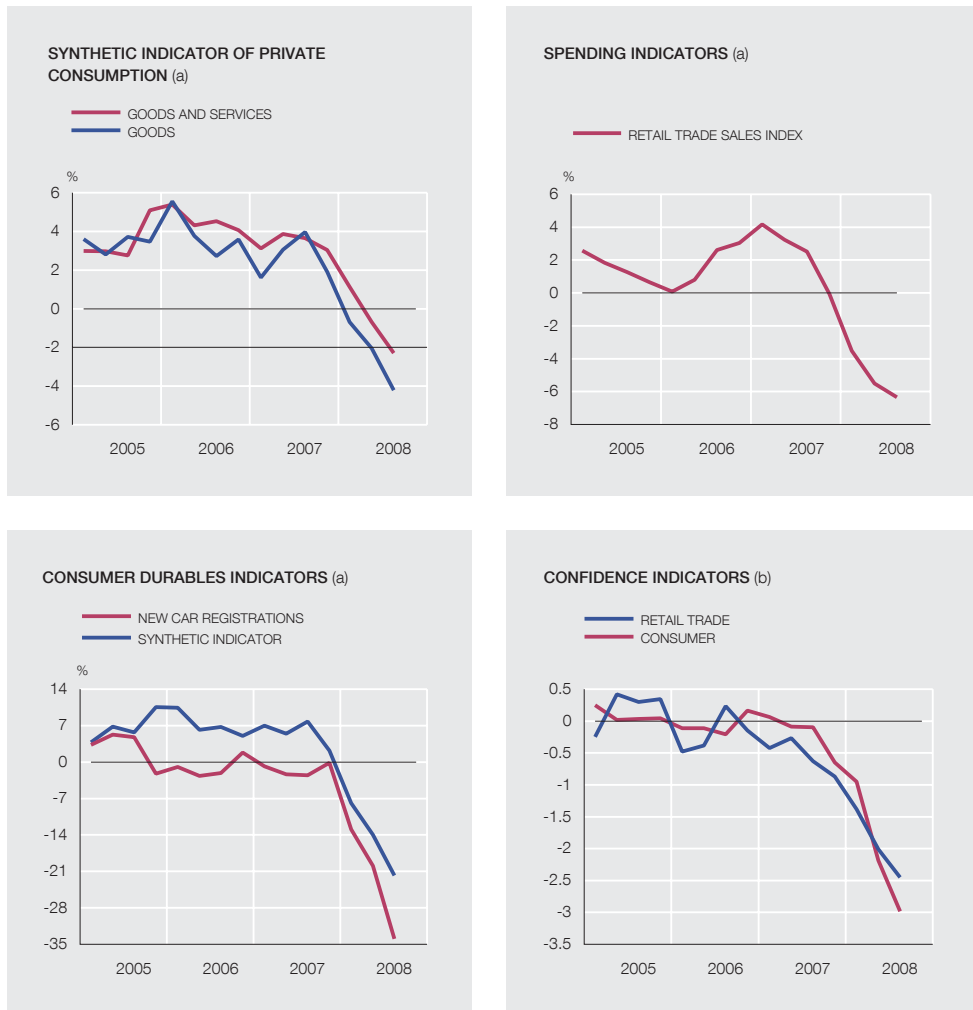 SYNTHETIC INDICATOR OF PRIVATE
CONSUMPTION (a)
GOODS AND SERVICES
GOODS
%
6
4
2
0
-2
-4
-6
2005 2006 2007 2008
SPENDING INDICATORS (a)
RETAIL TRADE SALES INDEX
%
6
4
2
0
-2
-4
-6
-8
2005 2006 2007 2008
CONSUMER DURABLES INDICATORS (a)
NEW CAR REGISTRATIONS
SYNTHETIC INDICATOR
%
14
7
0
-7
-14
-21
-28
-35
2005 2006 2007 2008
CONFIDENCE INDICATORS (b)
RETAIL TRADE
CONSUMER
0.5
0
-0.5
-1
-1.5
-2
-2.5
-3
-3.5
2005 2006 2007 2008